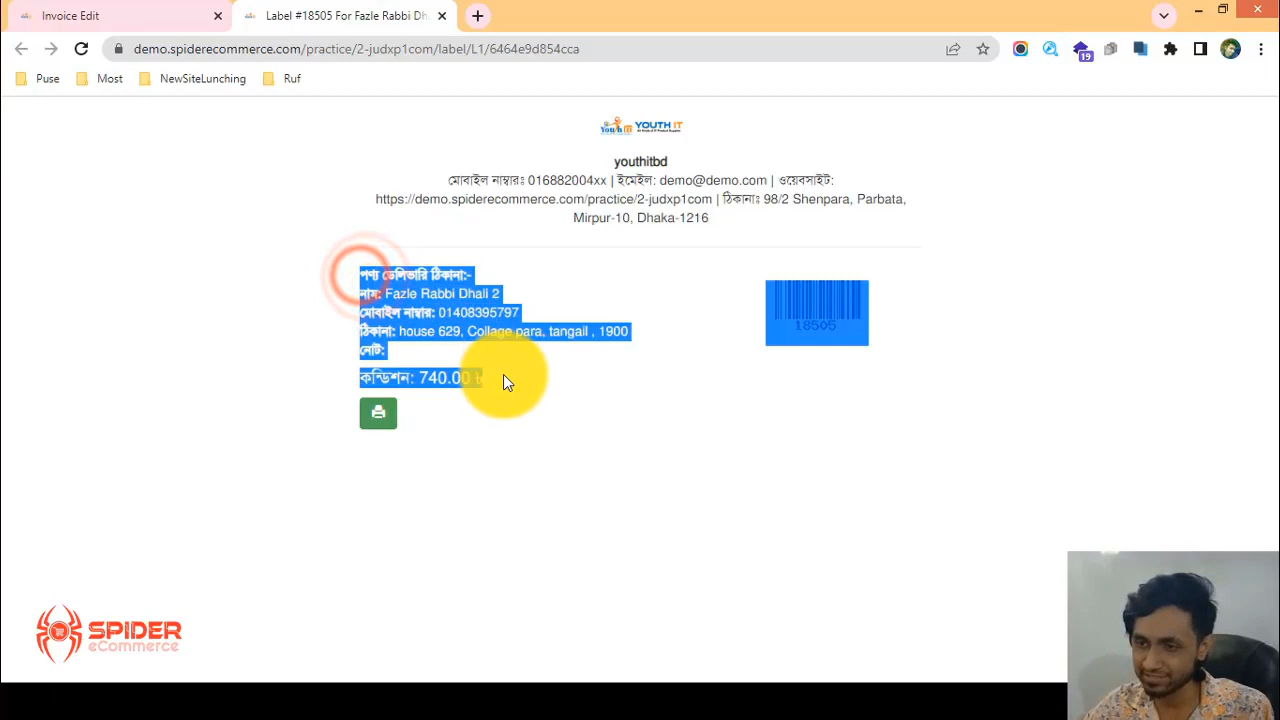 Invoice Edit
Label #18505 For Fazle Rabbi Dh
demo.spiderecommerce.com/practice/2-judxp1com/label/L1/6464e9d854cca
19
Puse
Most
NewSiteLunching
Ruf
Youth iT YOUTH IT
youthitbd
মোবাইল নাম্বারঃ 016882004xx | ইমেইল: demo@demo.com | ওয়েবসাইট:
https://demo.spiderecommerce.com/practice/2-judxp1com | ঠিকানাঃ 98/2 Shenpara, Parbata,
Mirpur-10, Dhaka-1216
পণ্য ডেলিভারি ঠিকানা:-
নাম: Fazle Rabbi Dhali 2
মোবাইল নাম্বার: 01408395797
ঠিকানা: house 629, Collage para, tangail , 1900
নোট:
কন্ডিশন: 740.00 ৳
18505
SPIDER
eCommerce